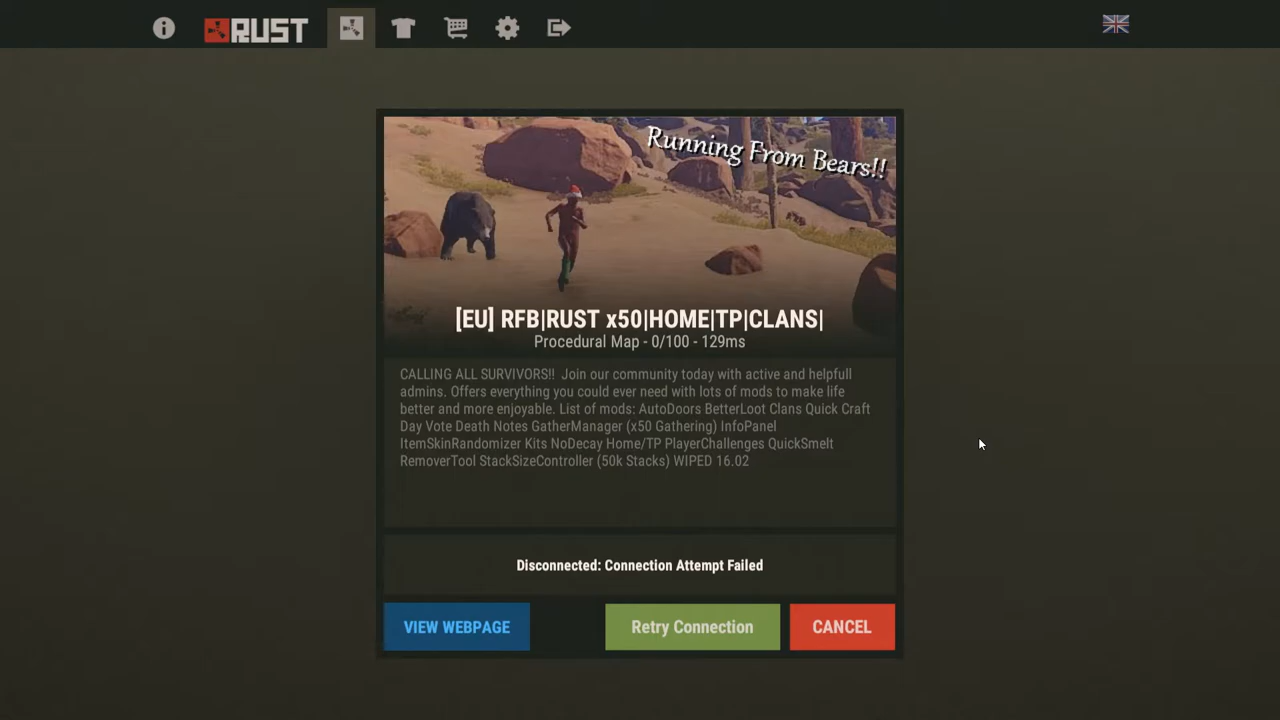 RUST
Running From Bears!!
[EU] RFB|RUST x50|HOME|TP|CLANS|
Procedural Map - 0/100 - 129ms
CALLING ALL SURVIVORS!!  Join our community today with active and helpfull
admins. Offers everything you could ever need with lots of mods to make life
better and more enjoyable. List of mods: AutoDoors BetterLoot Clans Quick Craft
Day Vote Death Notes GatherManager (x50 Gathering) InfoPanel
ItemSkinRandomizer Kits NoDecay Home/TP PlayerChallenges QuickSmelt
RemoverTool StackSizeController (50k Stacks) WIPED 16.02
Disconnected: Connection Attempt Failed
VIEW WEBPAGE
Retry Connection
CANCEL